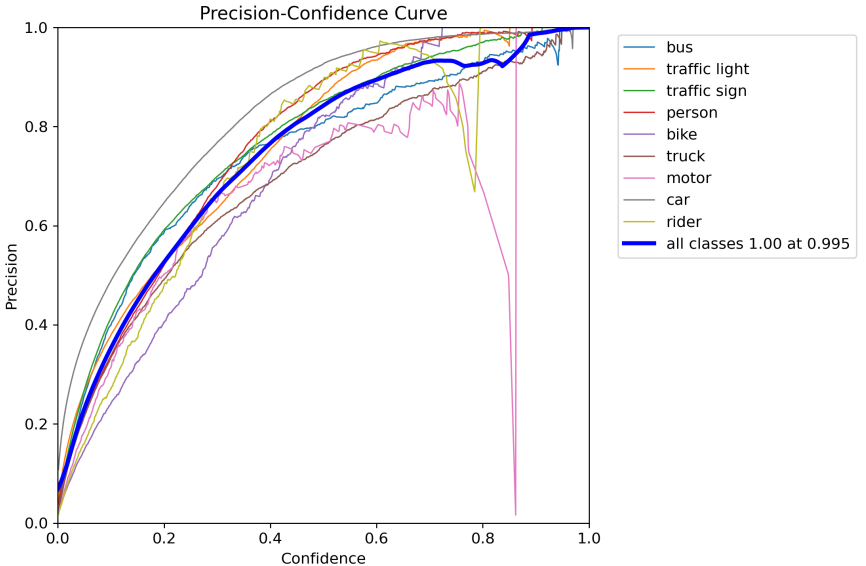 Precision-Confidence Curve
1.0
0.8
0.6
0.4
0.2
0.0
Precision
0.0 0.2 0.4 0.6 0.8 1.0
Confidence
bus
traffic light
traffic sign
person
bike
truck
motor
car
rider
all classes 1.00 at 0.995